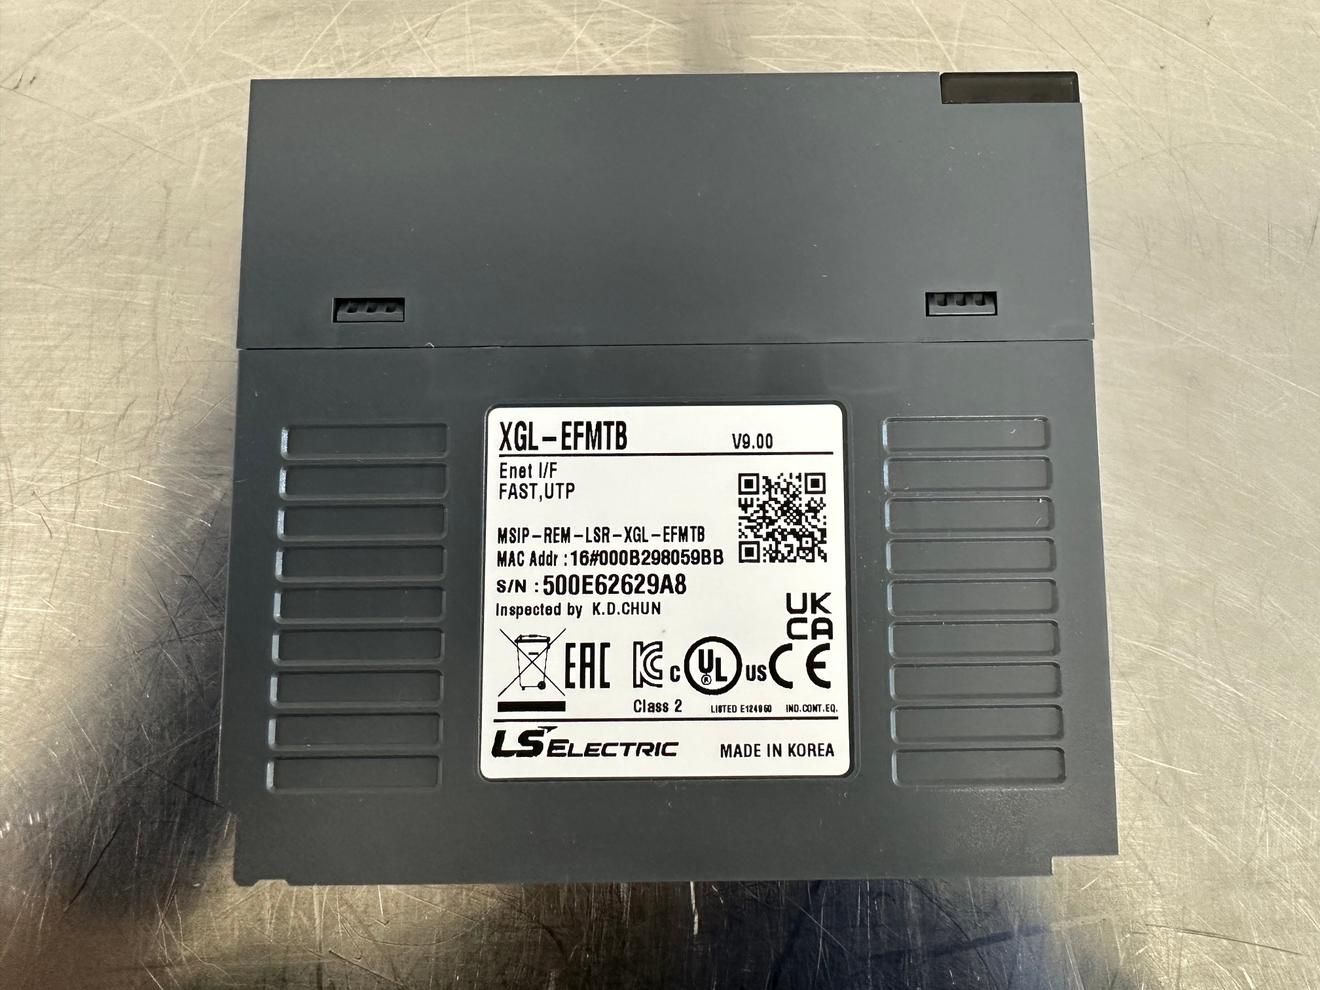 XGL-EFMTB V9.00
Enet I/F
FAST,UTP
MSIP-REM-LSR-XGL-EFMTB
MAC Addr : 16#000B298059BB
S/N : 500E62629A8
Inspected by K.D.CHUN
UK
CA
EAC KC C UL ® US CE
Class 2 LISTED E124960 IND.CONT.EQ.
LS ELECTRIC MADE IN KOREA